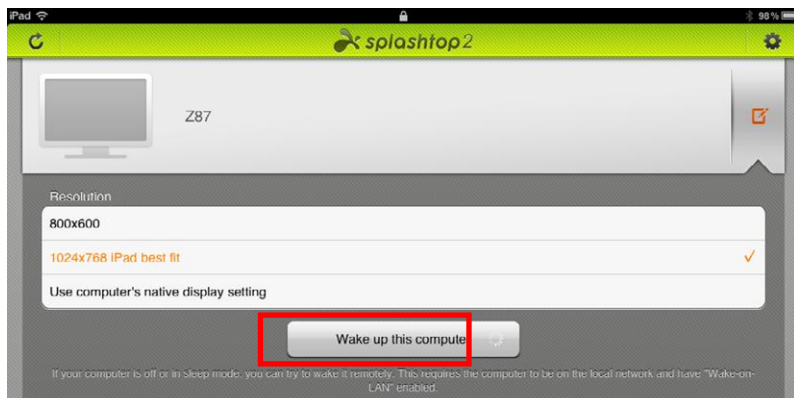 iPad 98%
splashtop2
Z87
Resolution
800x600
1024x768 iPad best fit
Use computer's native display setting
Wake up this compute
If your computer is off or in sleep mode, you can try to wake it remotely. This requires the computer to be on the local network and have "Wake-on-
LAN" enabled.